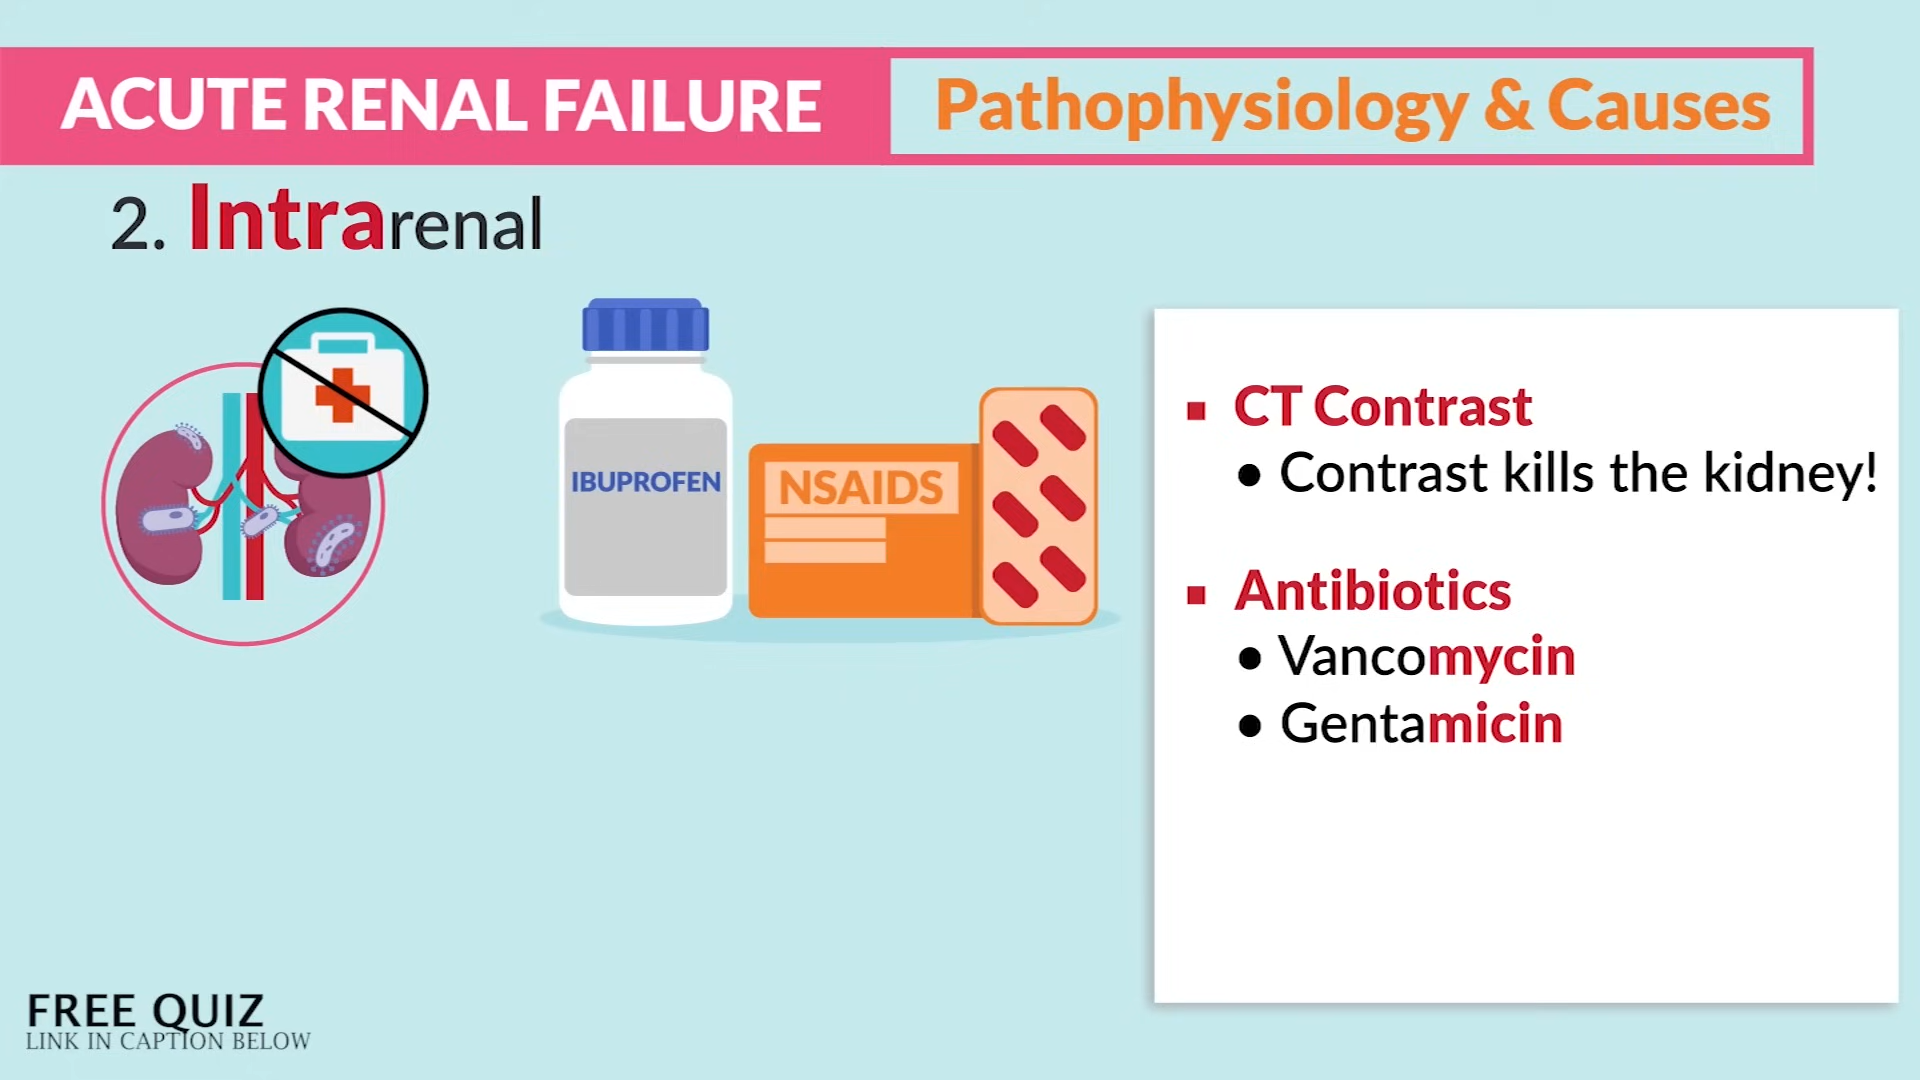 ACUTE RENAL FAILURE
Pathophysiology & Causes
2. Intrarenal
IBUPROFEN
NSAIDS
▪ CT Contrast
• Contrast kills the kidney!
▪ Antibiotics
• Vancomycin
• Gentamicin
FREE QUIZ
LINK IN CAPTION BELOW